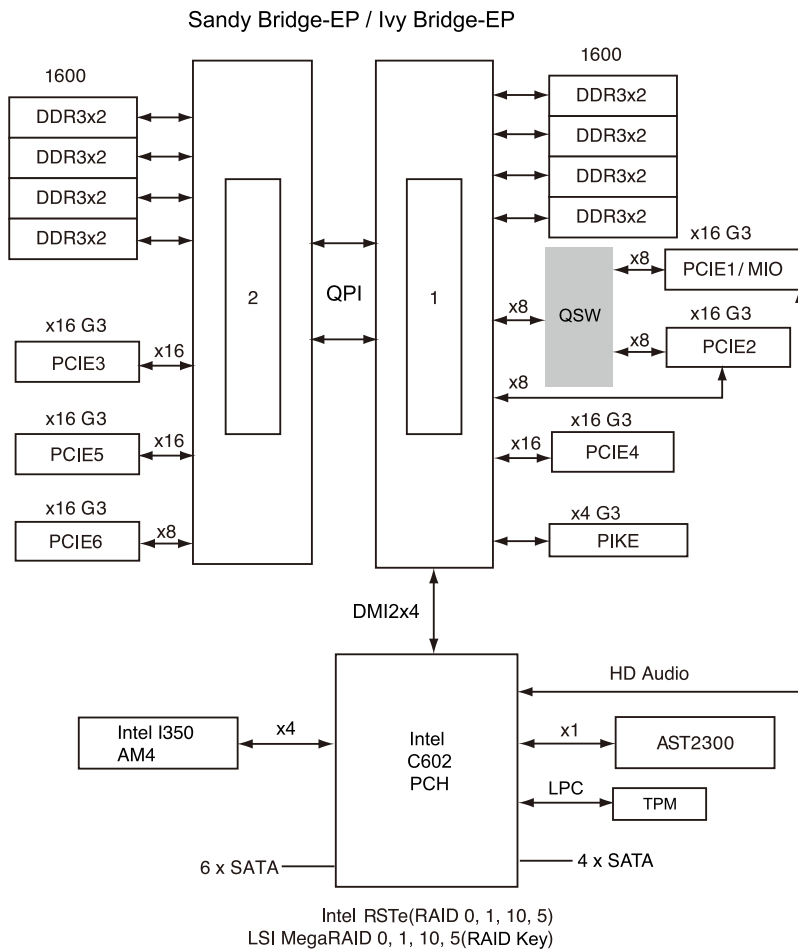 Sandy Bridge-EP / Ivy Bridge-EP
1600
DDR3x2
DDR3x2
DDR3x2
DDR3x2
x16 G3
PCIE3
x16
x16 G3
PCIE5
x16
x16 G3
PCIE6
x8
2
QPI
1
1600
DDR3x2
DDR3x2
DDR3x2
DDR3x2
x8
QSW
x16 G3
x8
PCIE1/ MIO
x16 G3
x8
PCIE2
x8
x16 G3
x16
PCIE4
x4 G3
PIKE
DMI2x4
HD Audio
Intel I350
AM4
x4
Intel
C602
PCH
x1
AST2300
LPC
TPM
6 x SATA
4 x SATA
Intel RSTe(RAID 0, 1, 10, 5)
LSI MegaRAID 0, 1, 10, 5(RAID Key)